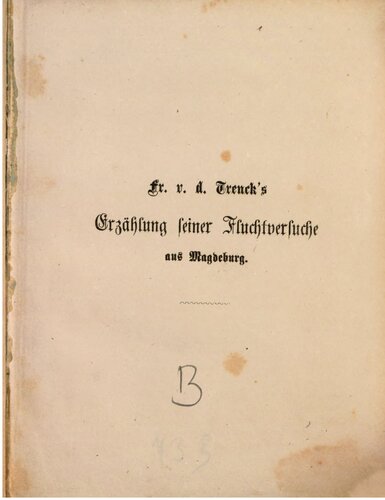 Fr. v. d. Trenck's
Erzählung seiner Fluchtversuche
aus Magdeburg.
B